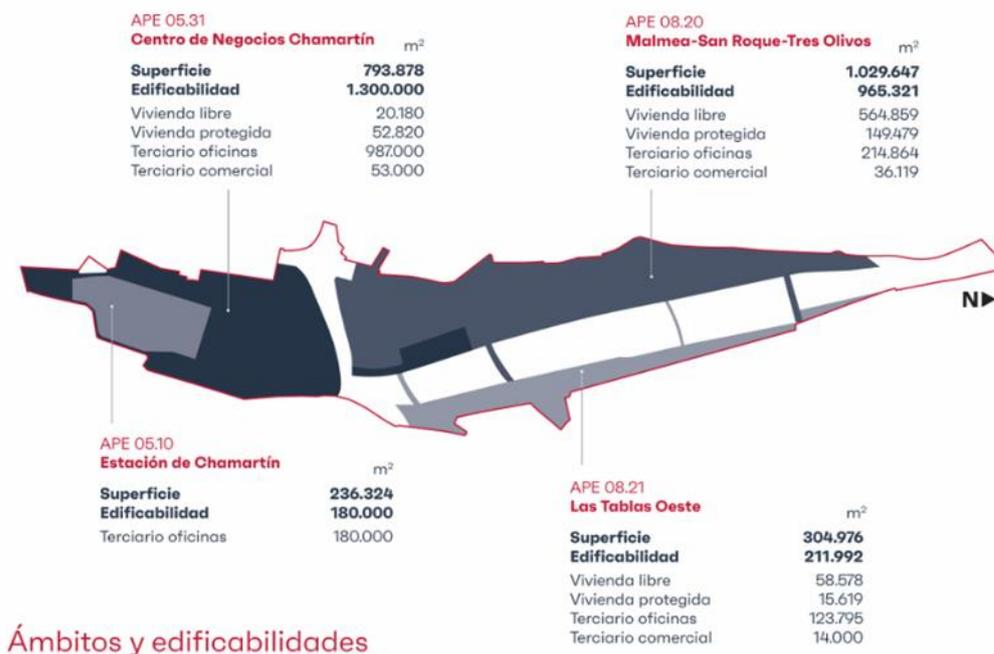 APE 05.31
Centro de Negocios Chamartín m²
Superficie 793.878
Edificabilidad 1.300.000
Vivienda libre 20.180
Vivienda protegida 52.820
Terciario oficinas 987.000
Terciario comercial 53.000
APE 08.20
Malmea-San Roque-Tres Olivos m²
Superficie 1.029.647
Edificabilidad 965.321
Vivienda libre 564.859
Vivienda protegida 149.479
Terciario oficinas 214.864
Terciario comercial 36.119
N
APE 05.10
Estación de Chamartín m²
Superficie 236.324
Edificabilidad 180.000
Terciario oficinas 180.000
APE 08.21
Las Tablas Oeste m²
Superficie 304.976
Edificabilidad 211.992
Vivienda libre 58.578
Vivienda protegida 15.619
Terciario oficinas 123.795
Terciario comercial 14.000
Ámbitos y edificabilidades